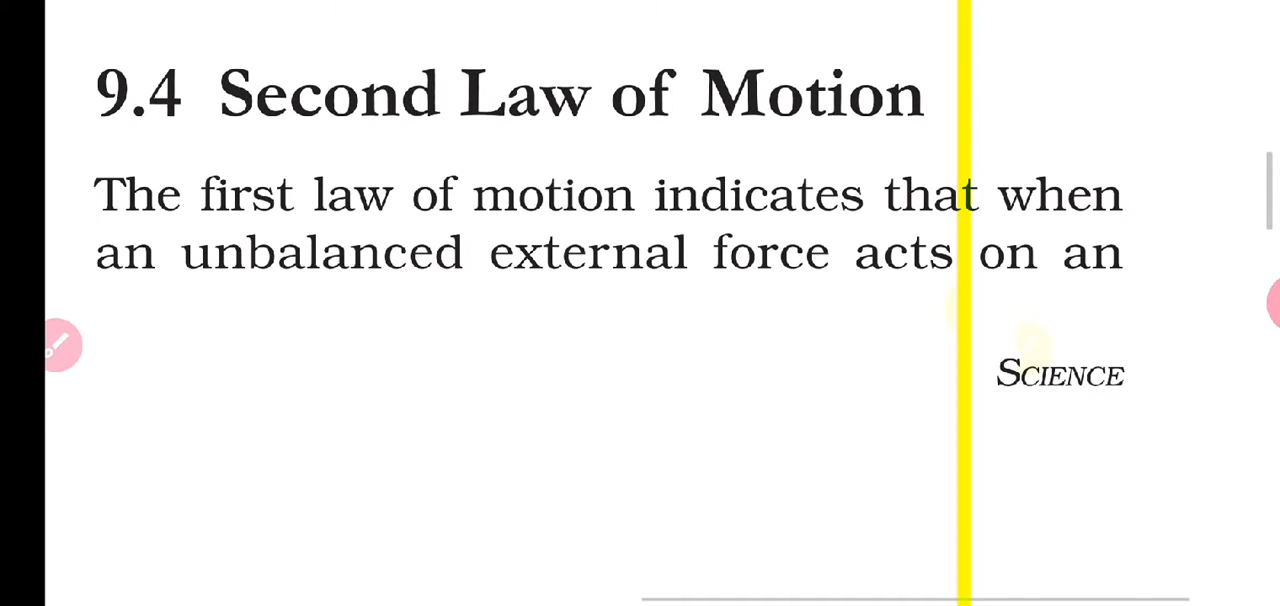 9.4 Second Law of Motion
The first law of motion indicates that when
an unbalanced external force acts on an
SCIENCE